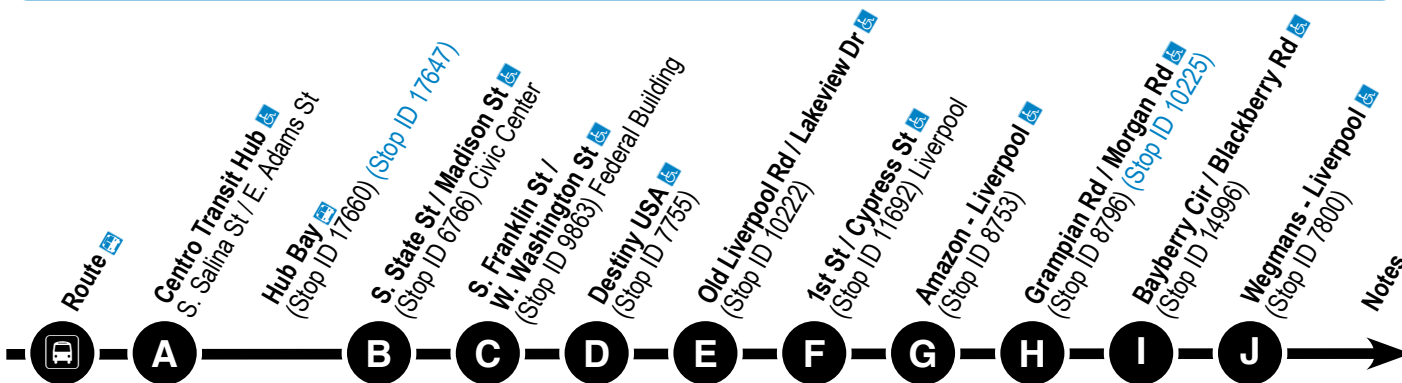 Route
Centro Transit Hub
S. Salina St / E. Adams St
Hub Bay
(Stop ID 17660) (Stop ID 17647)
S. State St / Madison St
(Stop ID 6766) Civic Center
S. Franklin St /
W. Washington St
(Stop ID 9863) Federal Building
Destiny USA
(Stop ID 7755)
Old Liverpool Rd / Lakeview Dr
(Stop ID 10222)
1st St / Cypress St
(Stop ID 11692) Liverpool
Amazon - Liverpool
(Stop ID 8753)
Grampian Rd / Morgan Rd
(Stop ID 8796) (Stop ID 10225)
Bayberry Cir / Blackberry Rd
(Stop ID 14996)
Wegmans - Liverpool
(Stop ID 7800)
Notes
A B C D E F G H I J